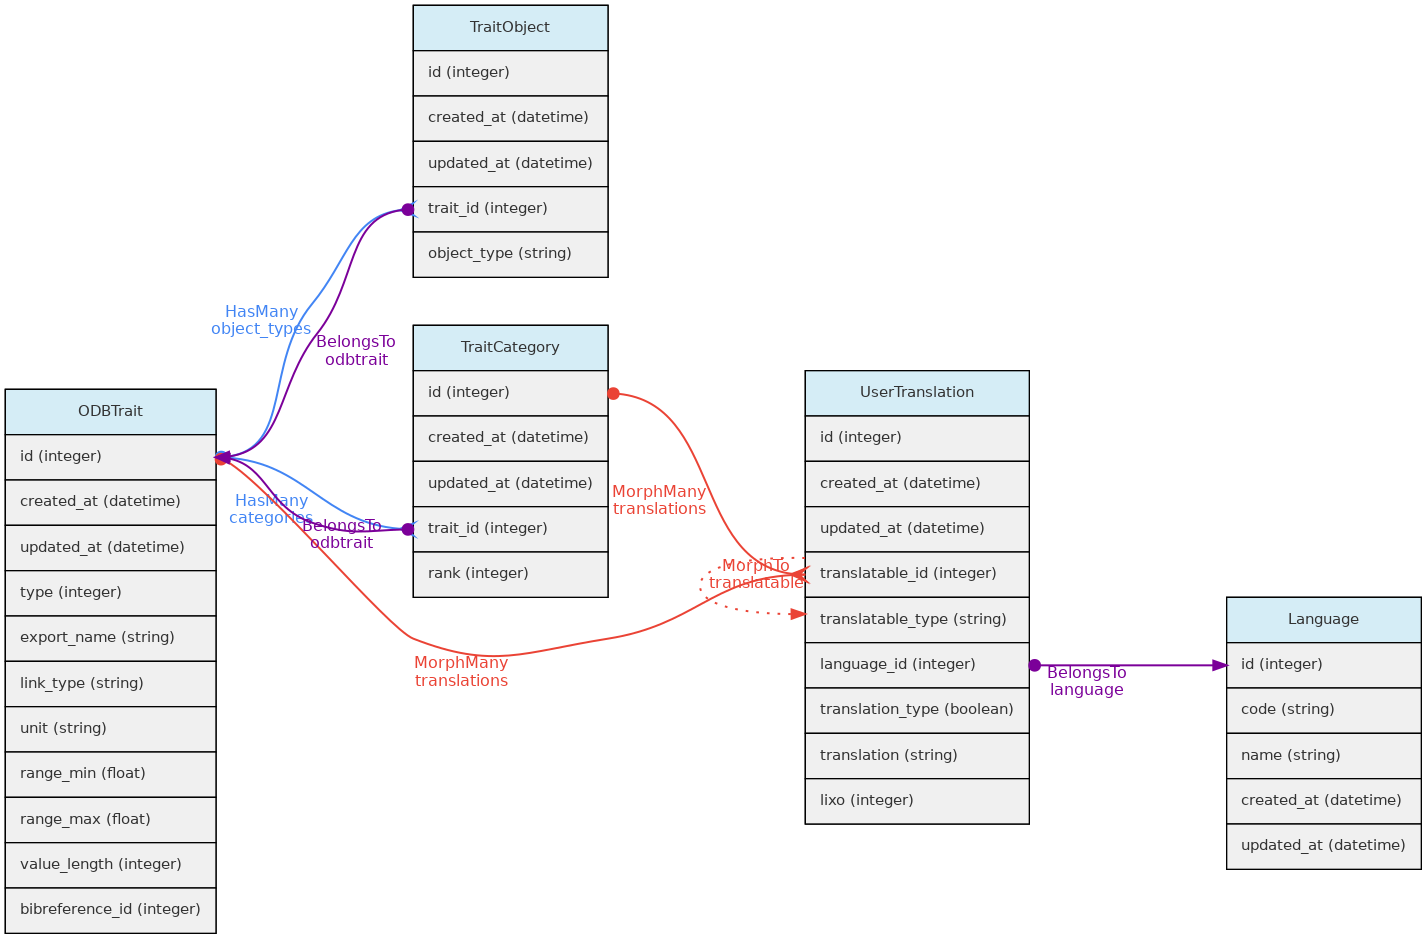 TraitObject
id (integer)
created_at (datetime)
updated_at (datetime)
trait_id (integer)
object_type (string)
HasMany
object_types
BelongsTo
odbtrait
TraitCategory
id (integer)
created_at (datetime)
updated_at (datetime)
trait_id (integer)
rank (integer)
ODBTrait
id (integer)
created_at (datetime)
updated_at (datetime)
type (integer)
export_name (string)
link_type (string)
unit (string)
range_min (float)
range_max (float)
value_length (integer)
bibreference_id (integer)
HasMany
categories
BelongsTo
odbtrait
MorphMany
translations
MorphMany
translations
MorphTo
translatable
UserTranslation
id (integer)
created_at (datetime)
updated_at (datetime)
translatable_id (integer)
translatable_type (string)
language_id (integer)
translation_type (boolean)
translation (string)
lixo (integer)
BelongsTo
language
Language
id (integer)
code (string)
name (string)
created_at (datetime)
updated_at (datetime)